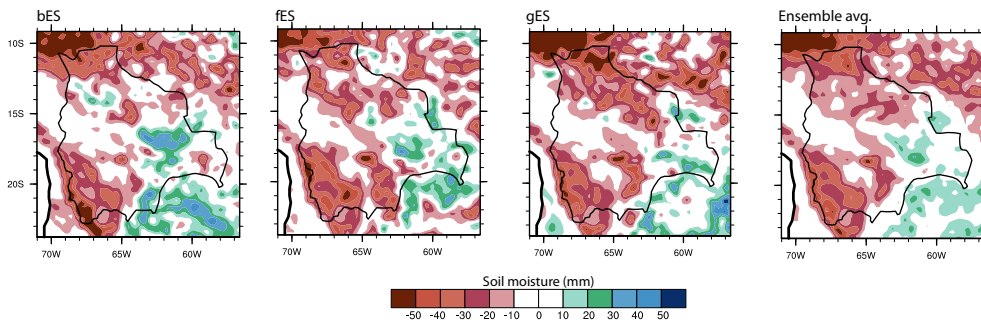 bES fES gES Ensemble avg.
10S
15S
20S
70W 65W 60W 70W 65W 60W 70W 65W 60W 70W 65W 60W
Soil moisture (mm)
-50 -40 -30 -20 -10 0 10 20 30 40 50